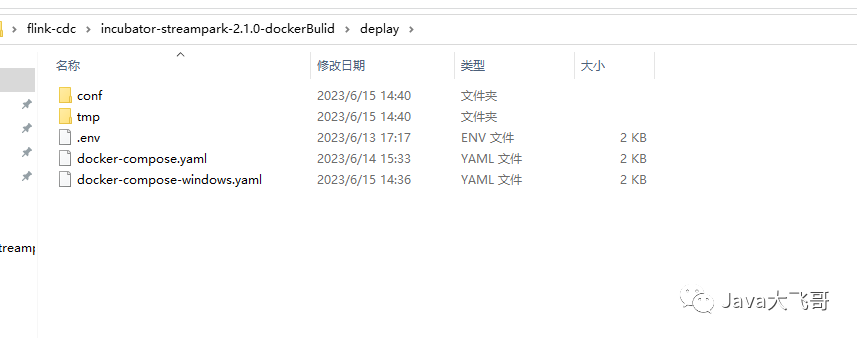 flink-cdc > incubator-streampark-2.1.0-dockerBulid > deplay >
名称 修改日期 类型 大小
conf 2023/6/15 14:40 文件夹
tmp 2023/6/15 14:40 文件夹
.env 2023/6/13 17:17 ENV 文件 2 KB
docker-compose.yaml 2023/6/14 15:33 YAML 文件 2 KB
docker-compose-windows.yaml 2023/6/15 14:36 YAML 文件 2 KB
treamp
Java大飞哥